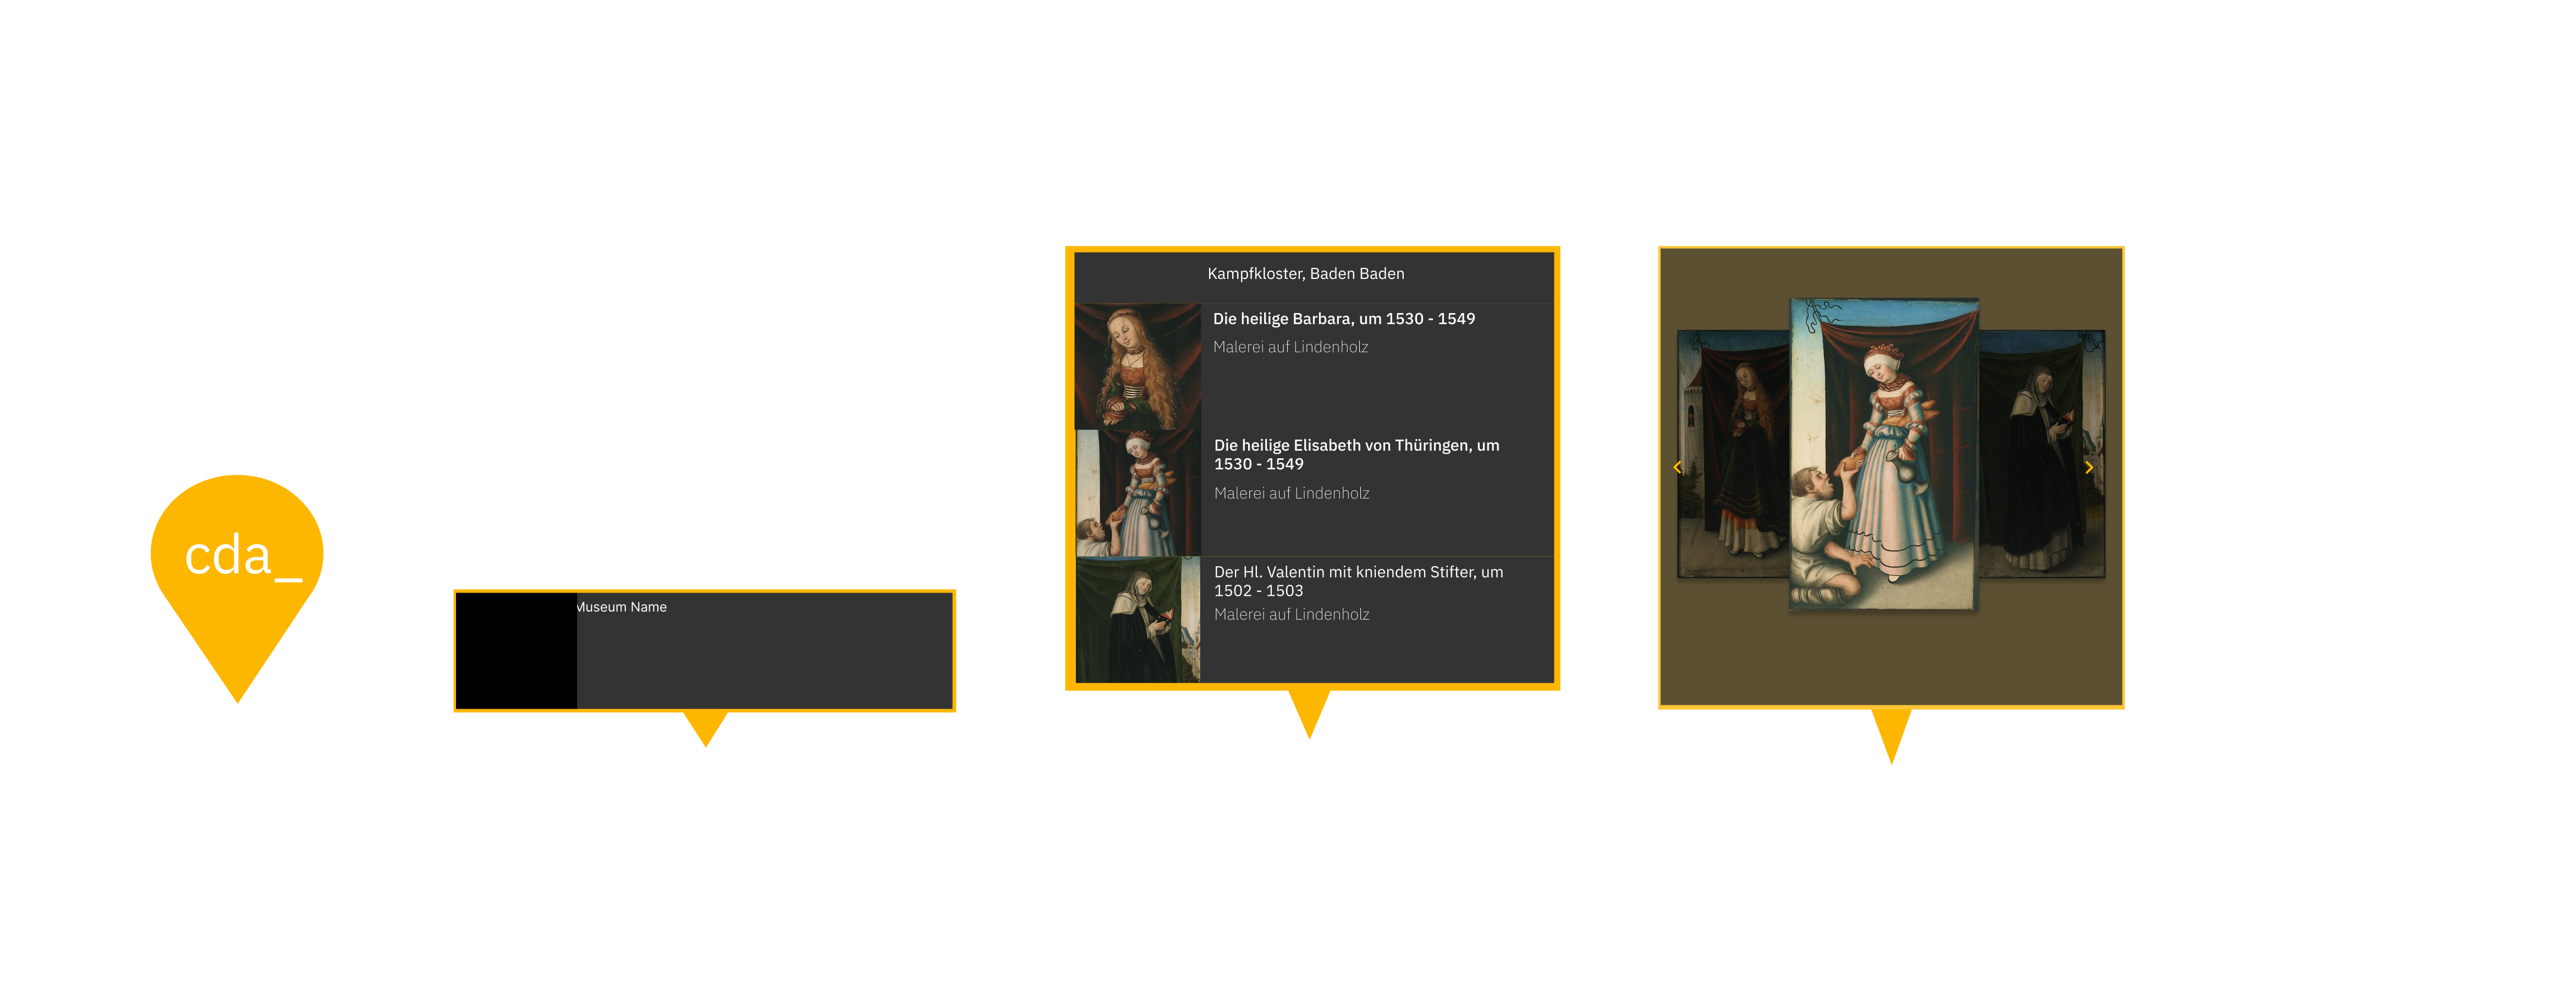 cda_
Museum Name
Kampfkloster, Baden Baden
Die heilige Barbara, um 1530 - 1549
Malerei auf Lindenholz
Die heilige Elisabeth von Thüringen, um
1530 - 1549
Malerei auf Lindenholz
Der Hl. Valentin mit kniendem Stifter, um
1502 - 1503
Malerei auf Lindenholz